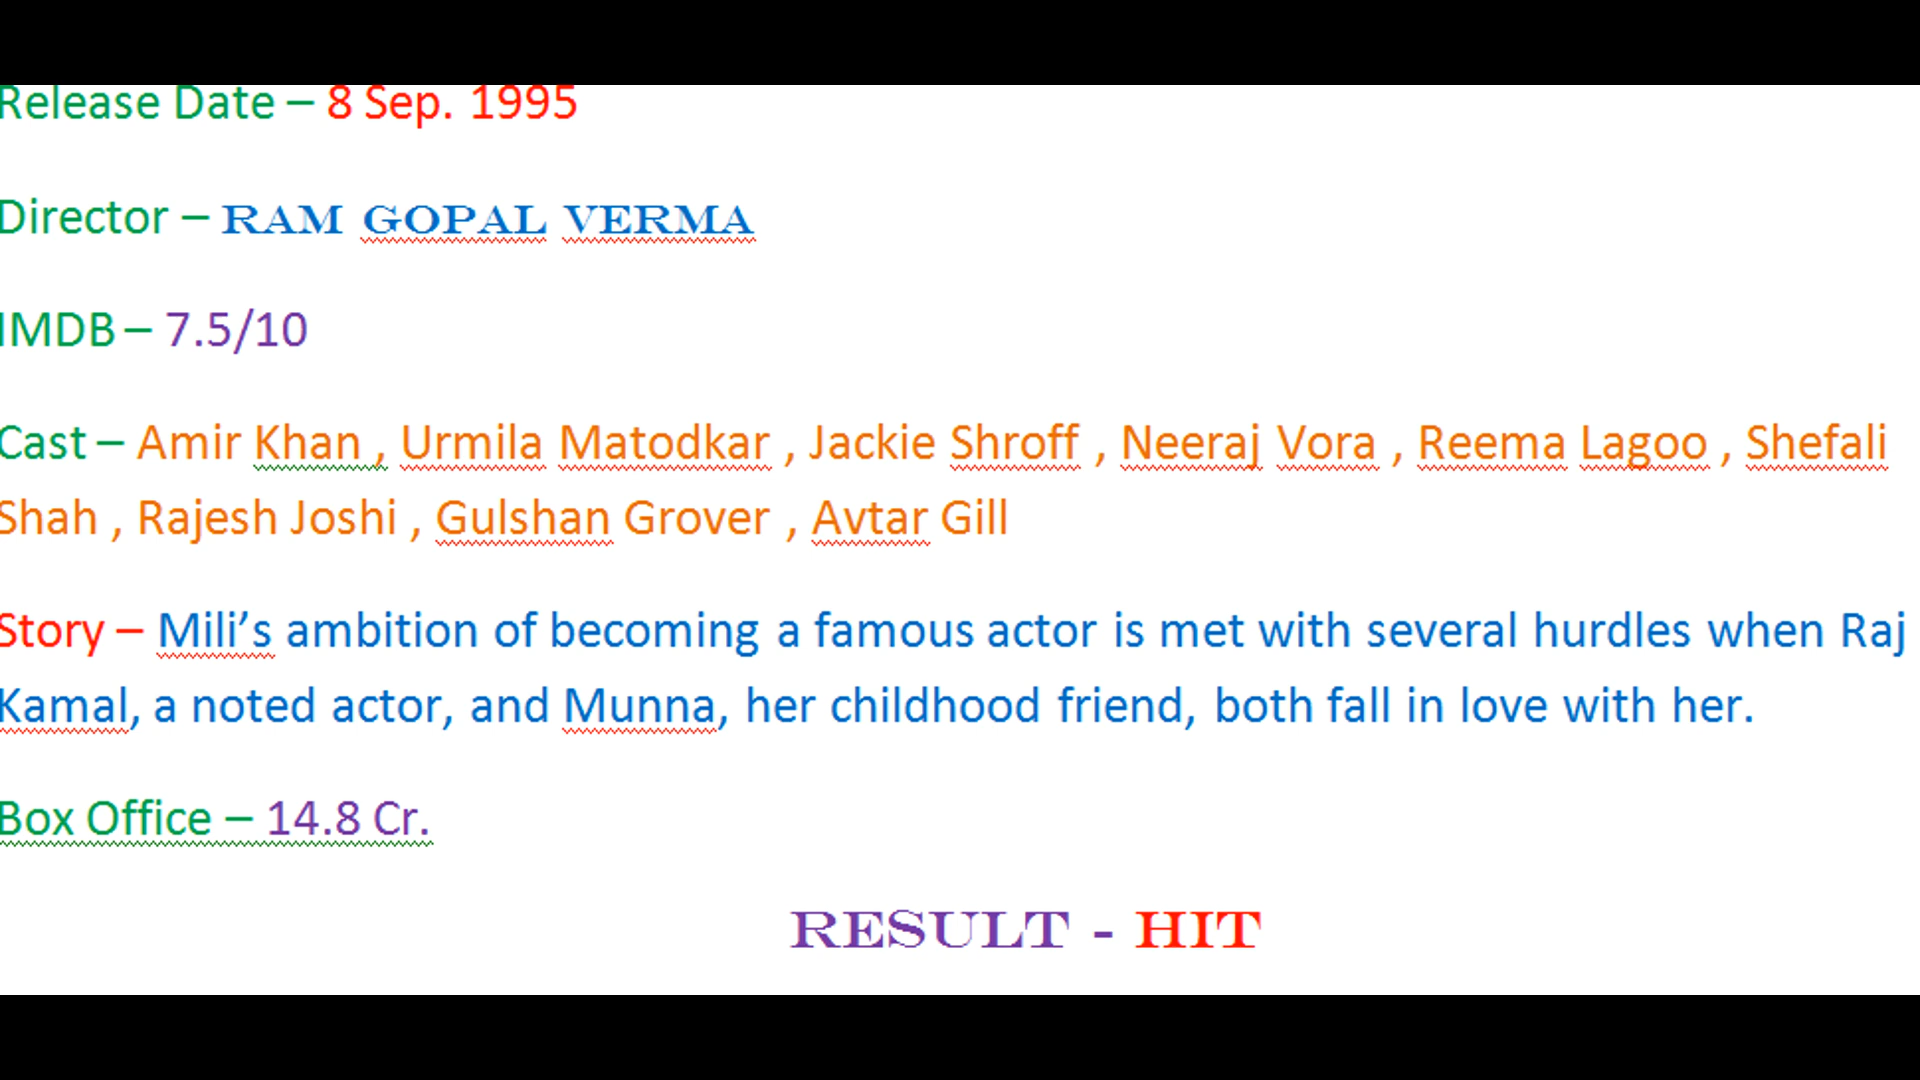 Release Date – 8 Sep. 1995
Director – RAM GOPAL VERMA
IMDB – 7.5/10
Cast – Amir Khan , Urmila Matodkar , Jackie Shroff , Neeraj Vora , Reema Lagoo , Shefali
Shah , Rajesh Joshi , Gulshan Grover , Avtar Gill
Story – Mili’s ambition of becoming a famous actor is met with several hurdles when Raj
Kamal, a noted actor, and Munna, her childhood friend, both fall in love with her.
Box Office – 14.8 Cr.
RESULT - HIT